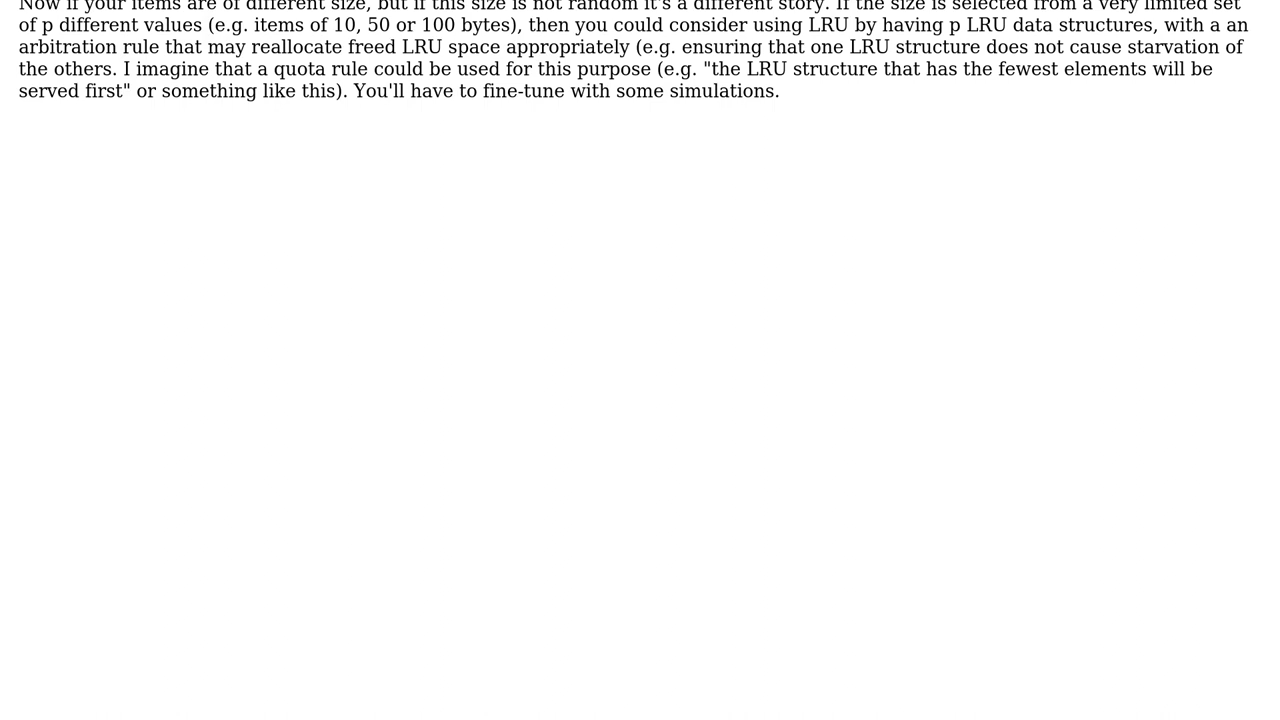 Now if your items are of different size, but if this size is not random it's a different story. If the size is selected from a very limited set
of p different values (e.g. items of 10, 50 or 100 bytes), then you could consider using LRU by having p LRU data structures, with a an
arbitration rule that may reallocate freed LRU space appropriately (e.g. ensuring that one LRU structure does not cause starvation of
the others. I imagine that a quota rule could be used for this purpose (e.g. "the LRU structure that has the fewest elements will be
served first" or something like this). You'll have to fine-tune with some simulations.